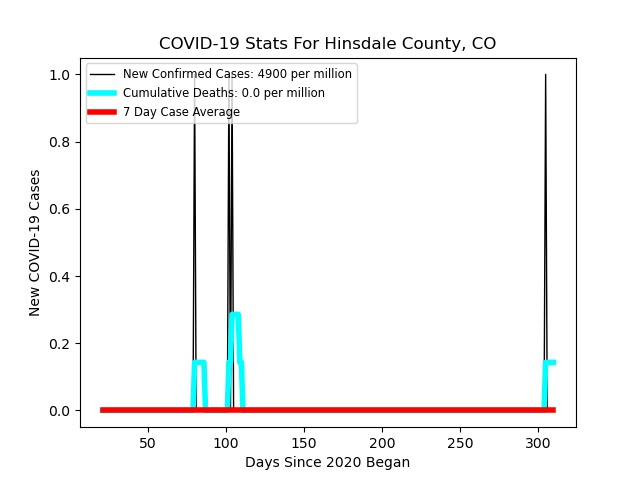 COVID-19 Stats For Hinsdale County, CO
New Confirmed Cases: 4900 per million
Cumulative Deaths: 0.0 per million
7 Day Case Average
New COVID-19 Cases
1.0
0.8
0.6
0.4
0.2
0.0
50 100 150 200 250 300
Days Since 2020 Began